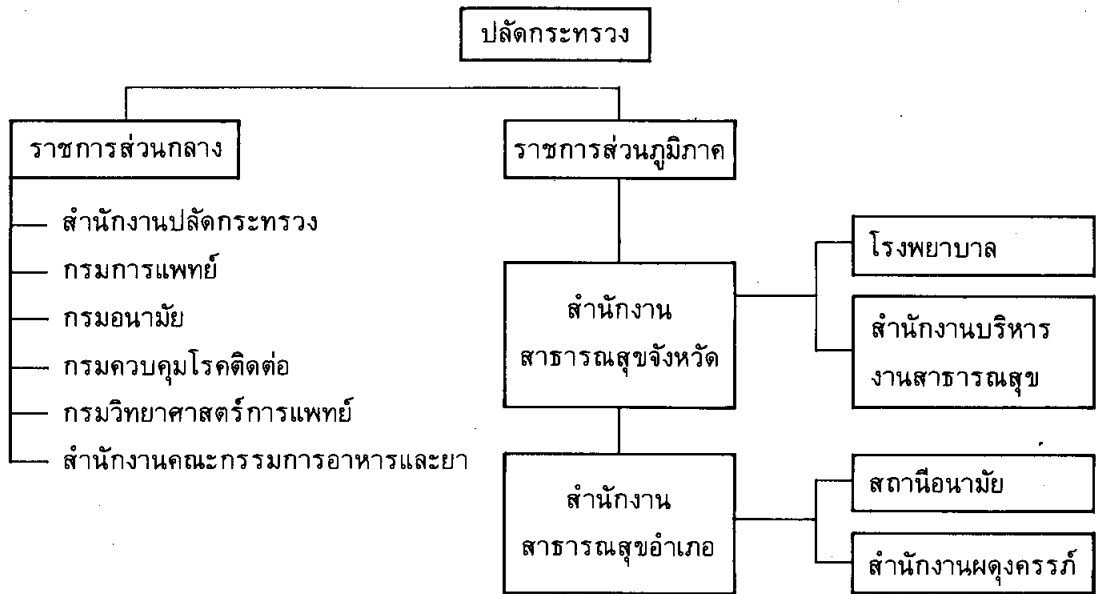 ปลัดกระทรวง
ราชการส่วนกลาง
สำนักงานปลัดกระทรวง
กรมการแพทย์
กรมอนามัย
กรมควบคุมโรคติดต่อ
กรมวิทยาศาสตร์การแพทย์
สำนักงานคณะกรรมการอาหารและยา
ราชการส่วนภูมิภาค
สำนักงาน
สาธารณสุขจังหวัด
โรงพยาบาล
สำนักงานบริหาร
งานสาธารณสุข
สำนักงาน
สาธารณสุขอำเภอ
สถานีอนามัย
สำนักงานผดุงครรภ์